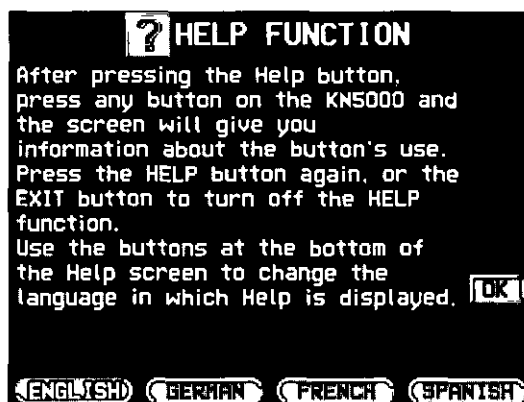 ? HELP FUNCTION
After pressing the Help button,
press any button on the KN5000 and
the screen will give you
information about the button's use.
Press the HELP button again, or the
EXIT button to turn off the HELP
function.
Use the buttons at the bottom of
the Help screen to change the
language in which Help is displayed.
OK
ENGLISH GERMAN FRENCH SPANISH